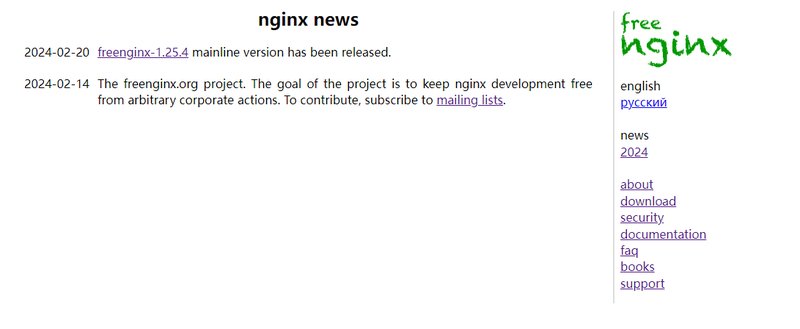 nginx news
2024-02-20 freenginx-1.25.4 mainline version has been released.
2024-02-14 The freenginx.org project. The goal of the project is to keep nginx development free
from arbitrary corporate actions. To contribute, subscribe to mailing lists.
free
nginx
english
русский
news
2024
about
download
security
documentation
faq
books
support